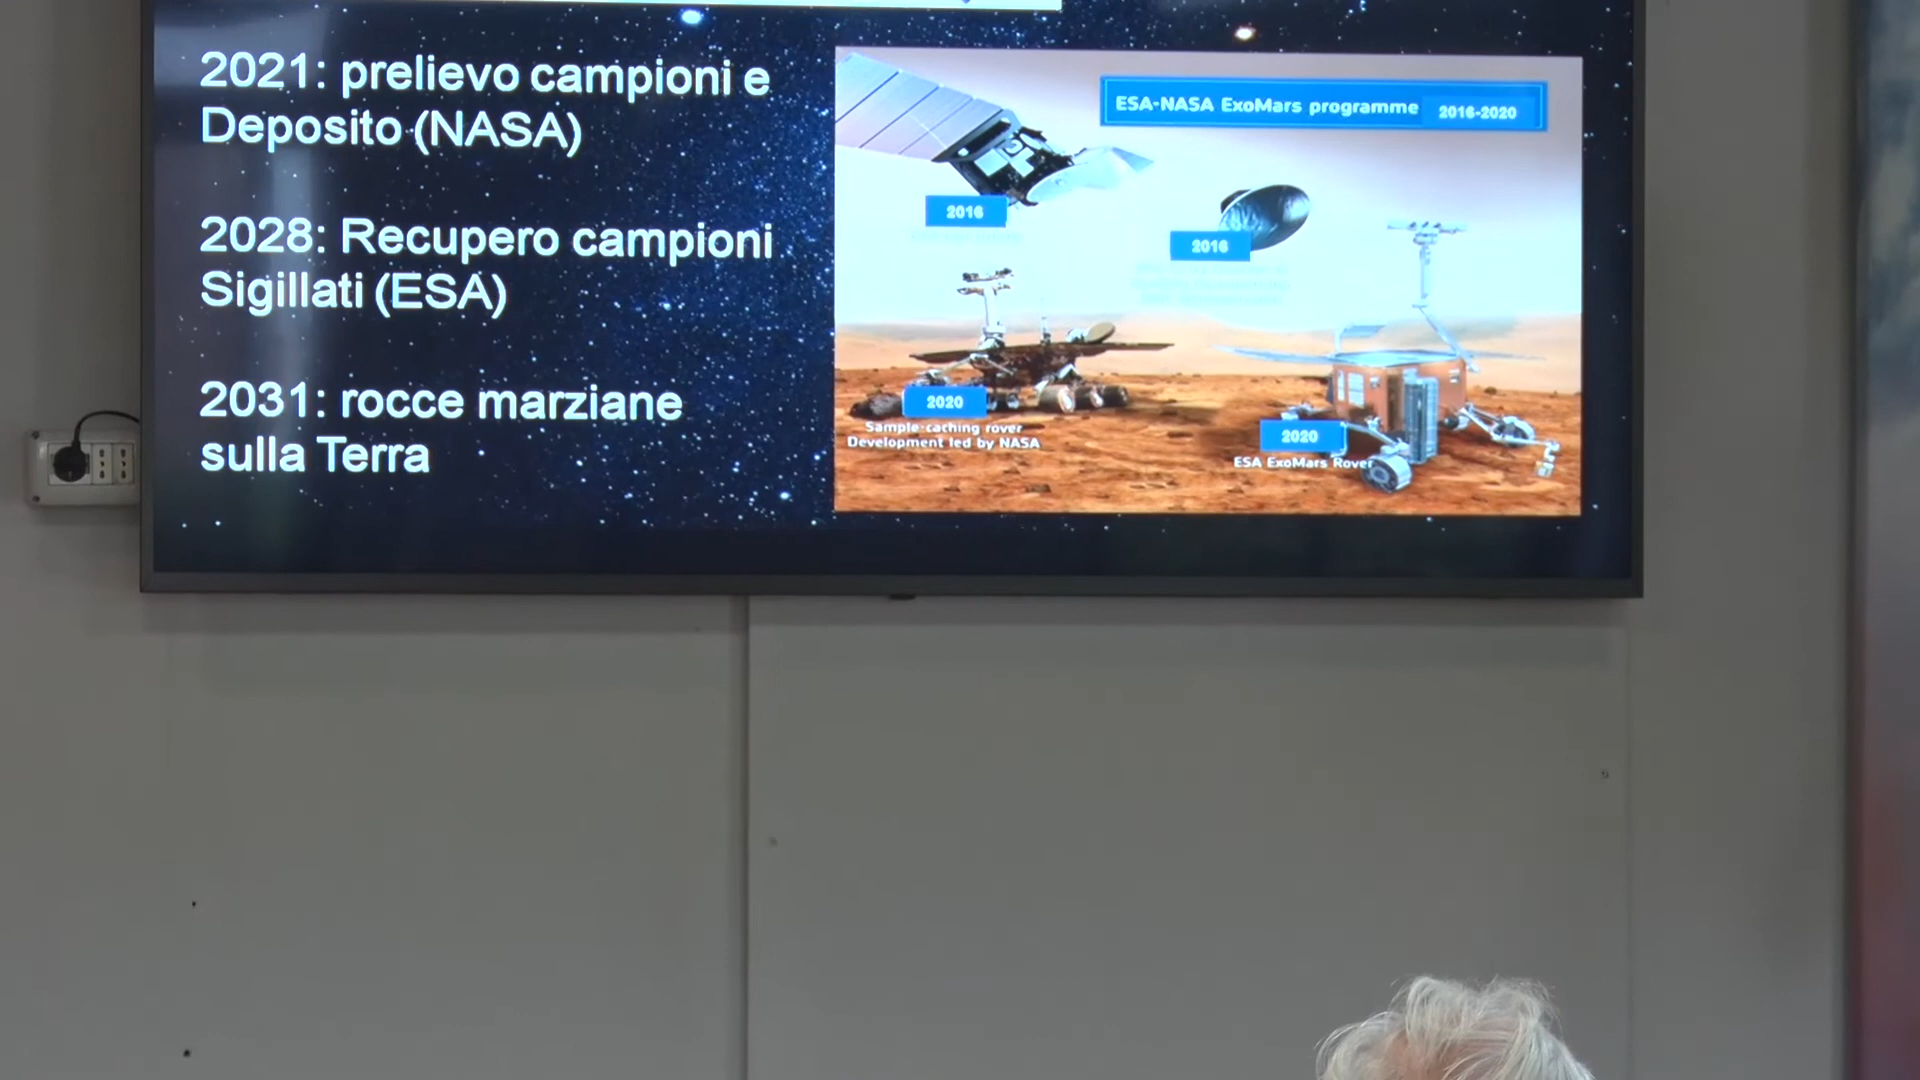 2021: prelievo campioni e
Deposito (NASA)
2028: Recupero campioni
Sigillati (ESA)
2031: rocce marziane
sulla Terra
ESA-NASA ExoMars programme 2016-2020
2016
2016
2020
Sample-caching rover
Development led by NASA
2020
ESA ExoMars Rover